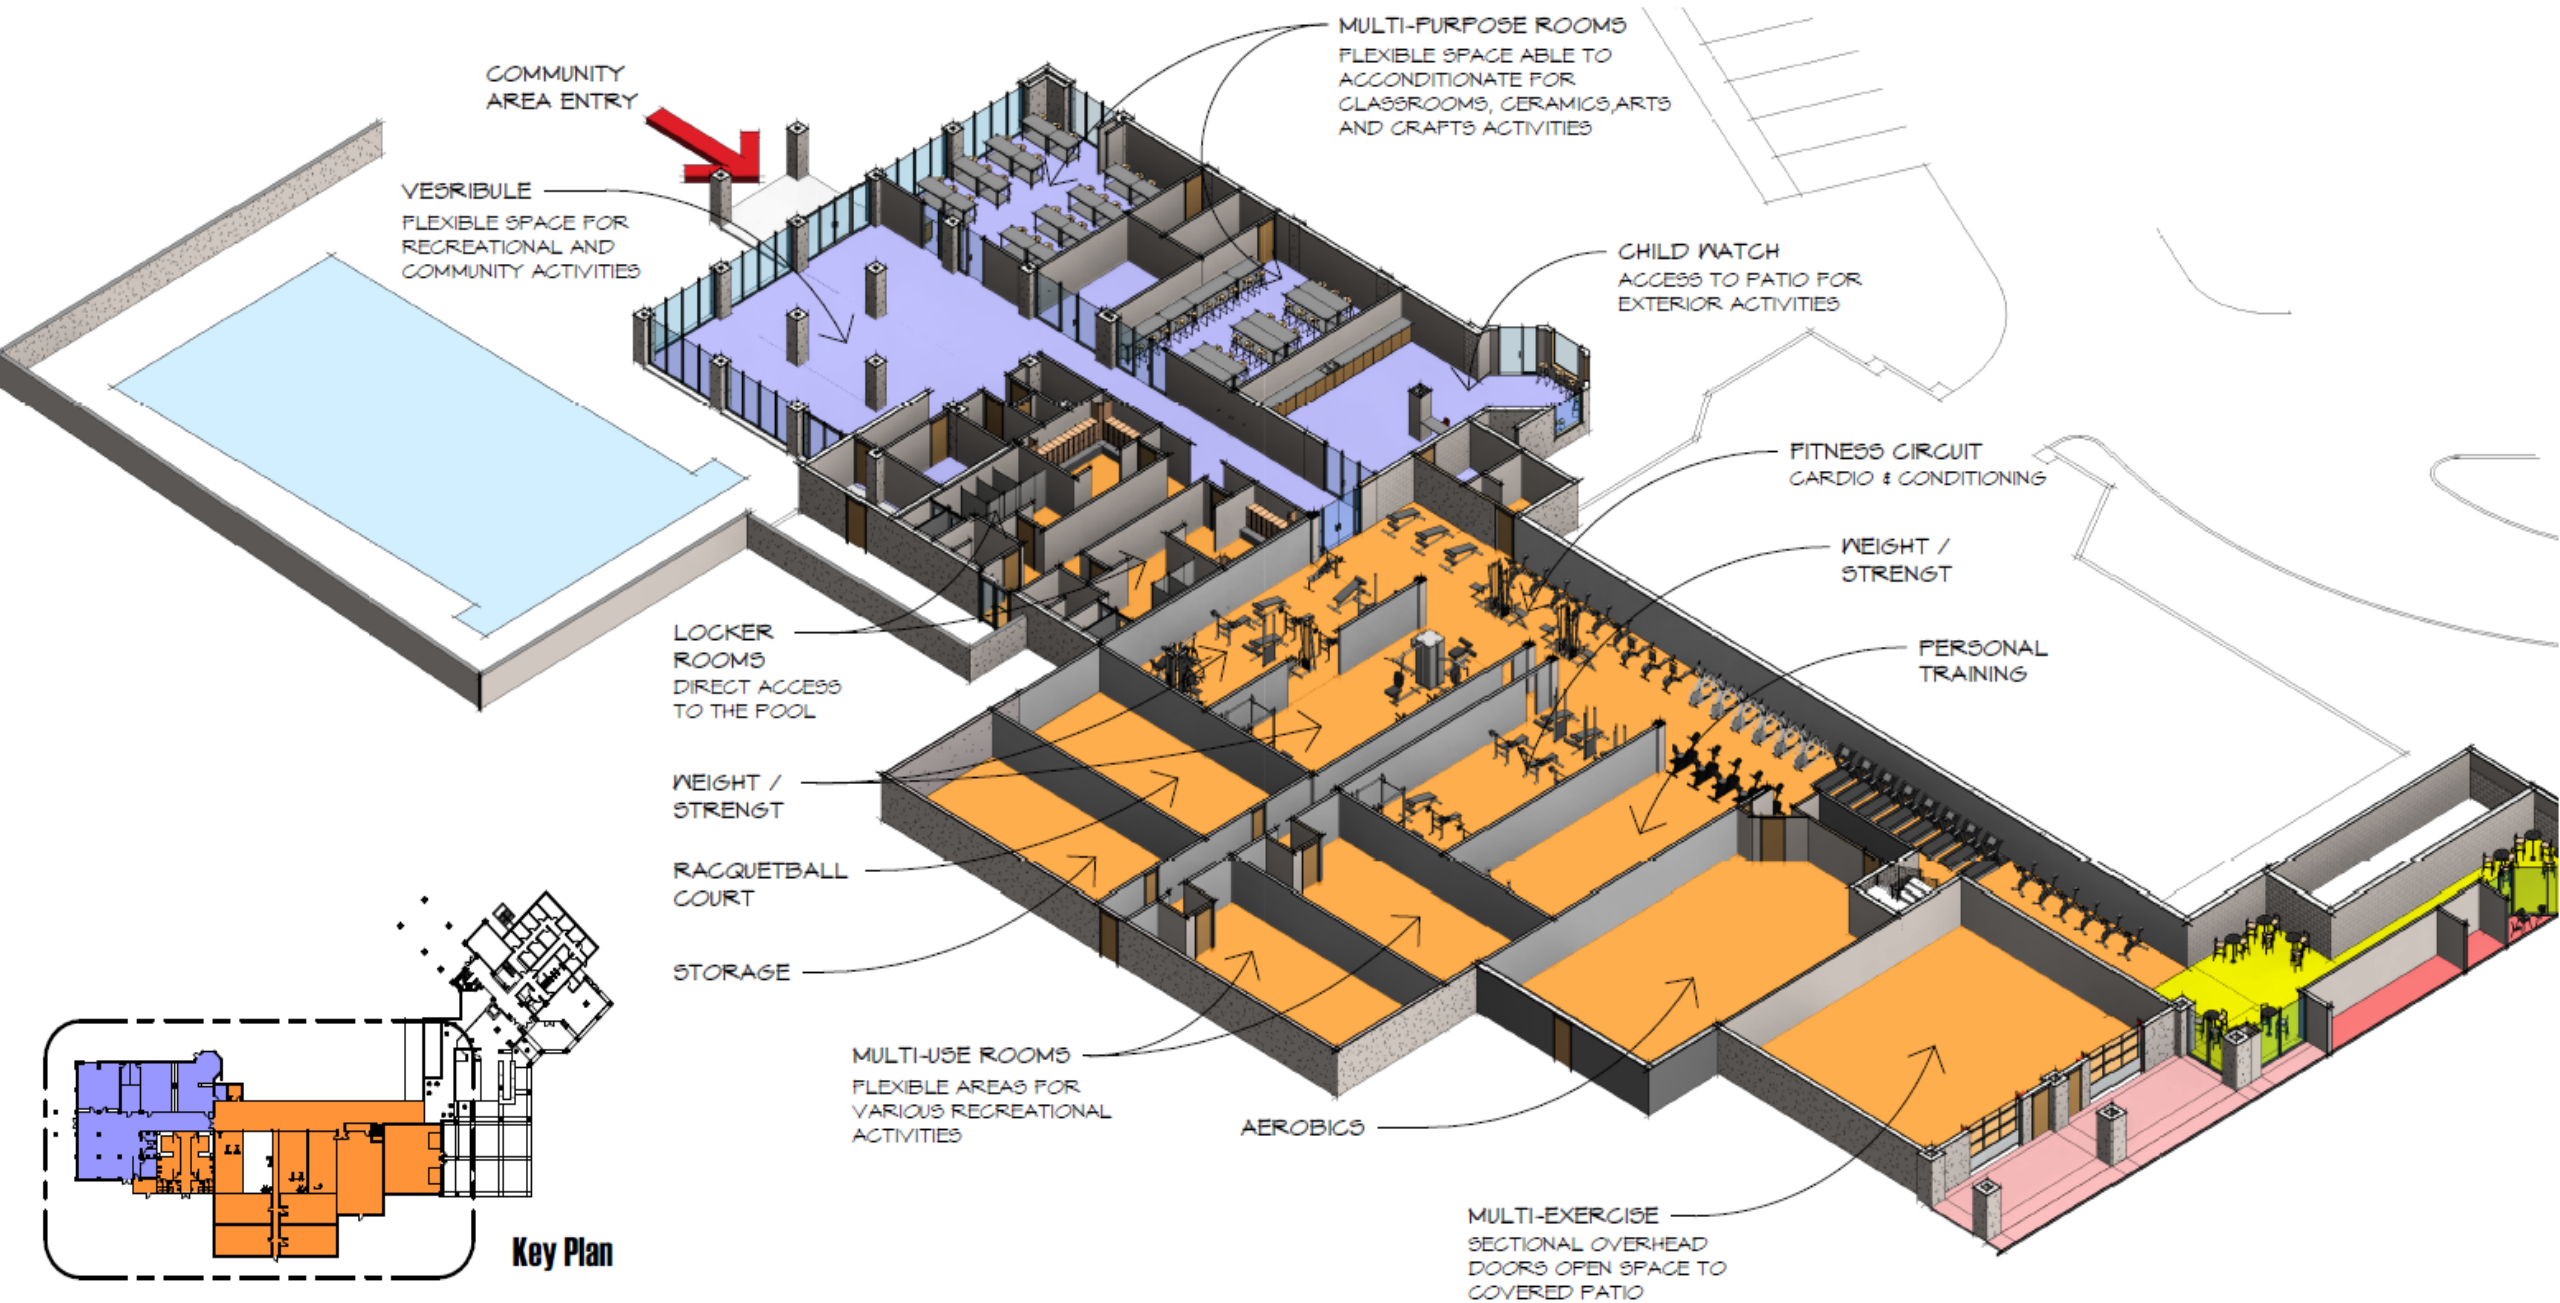 MULTI-PURPOSE ROOMS
FLEXIBLE SPACE ABLE TO
ACCONDITIONATE FOR
CLASSROOMS, CERAMICS,ARTS
AND CRAFTS ACTIVITIES
COMMUNITY
AREA ENTRY
VESRIBULE
FLEXIBLE SPACE FOR
RECREATIONAL AND
COMMUNITY ACTIVITIES
CHILD WATCH
ACCESS TO PATIO FOR
EXTERIOR ACTIVITIES
FITNESS CIRCUIT
CARDIO & CONDITIONING
WEIGHT /
STRENGT
PERSONAL
TRAINING
LOCKER
ROOMS
DIRECT ACCESS
TO THE POOL
WEIGHT /
STRENGT
RACQUETBALL
COURT
STORAGE
MULTI-USE ROOMS
FLEXIBLE AREAS FOR
VARIOUS RECREATIONAL
ACTIVITIES
AEROBICS
MULTI-EXERCISE
SECTIONAL OVERHEAD
DOORS OPEN SPACE TO
COVERED PATIO
Key Plan